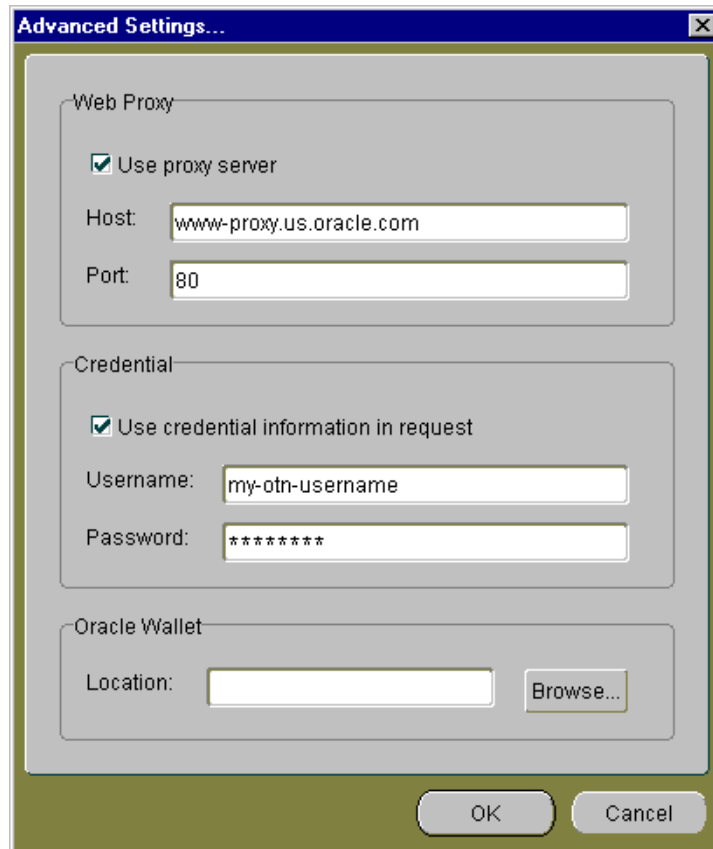 Advanced Settings...
Web Proxy
Use proxy server
Host: www-proxy.us.oracle.com
Port: 80
Credential
Use credential information in request
Username: my-otn-username
Password: ********
Oracle Wallet
Location: Browse...
OK Cancel